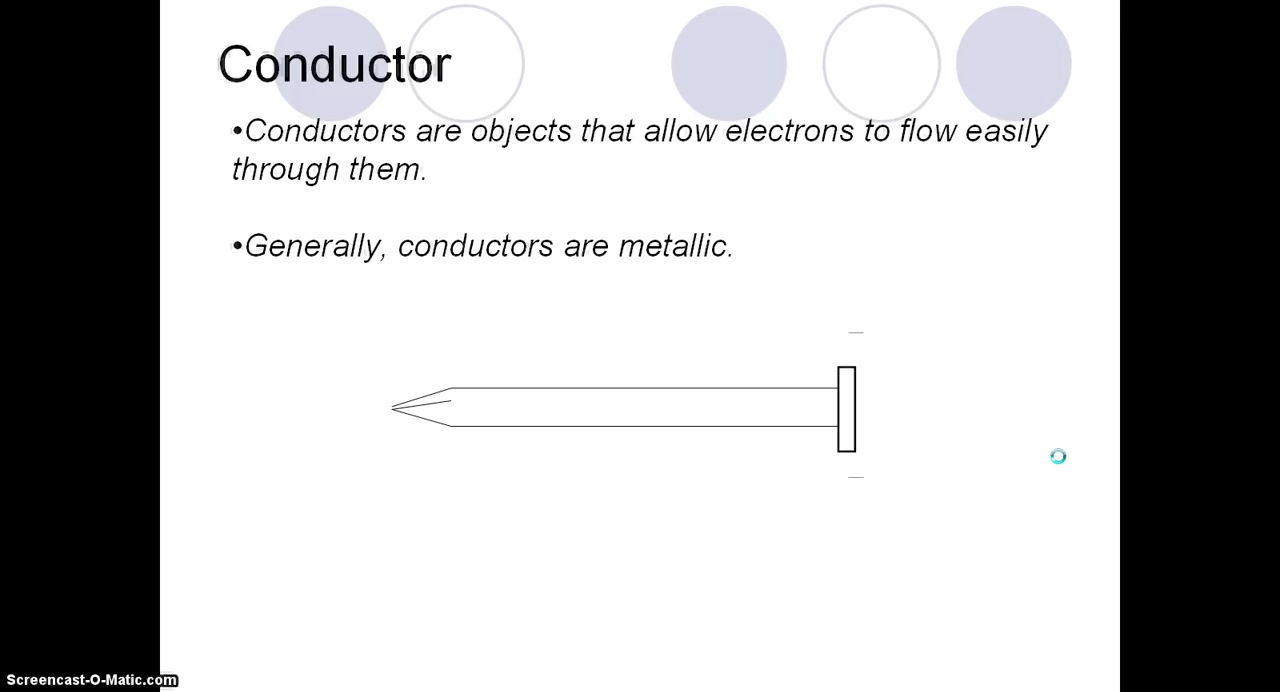 Conductor
•Conductors are objects that allow electrons to flow easily
through them.
•Generally, conductors are metallic.
Screencast-O-Matic.com